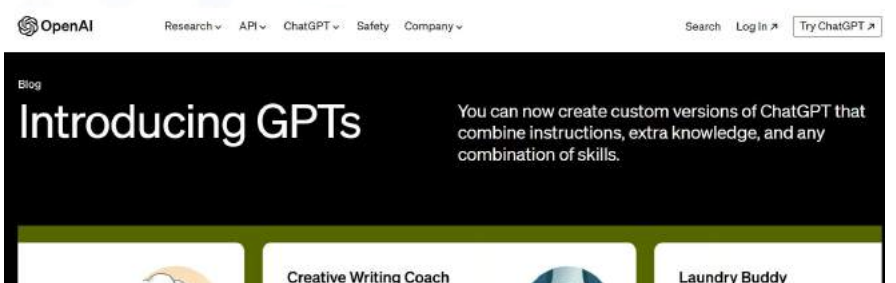 OpenAI Research API ChatGPT Safety Company Search Log in Try ChatGPT
Blog
Introducing GPTs
You can now create custom versions of ChatGPT that
combine instructions, extra knowledge, and any
combination of skills.
Creative Writing Coach
Laundry Buddy